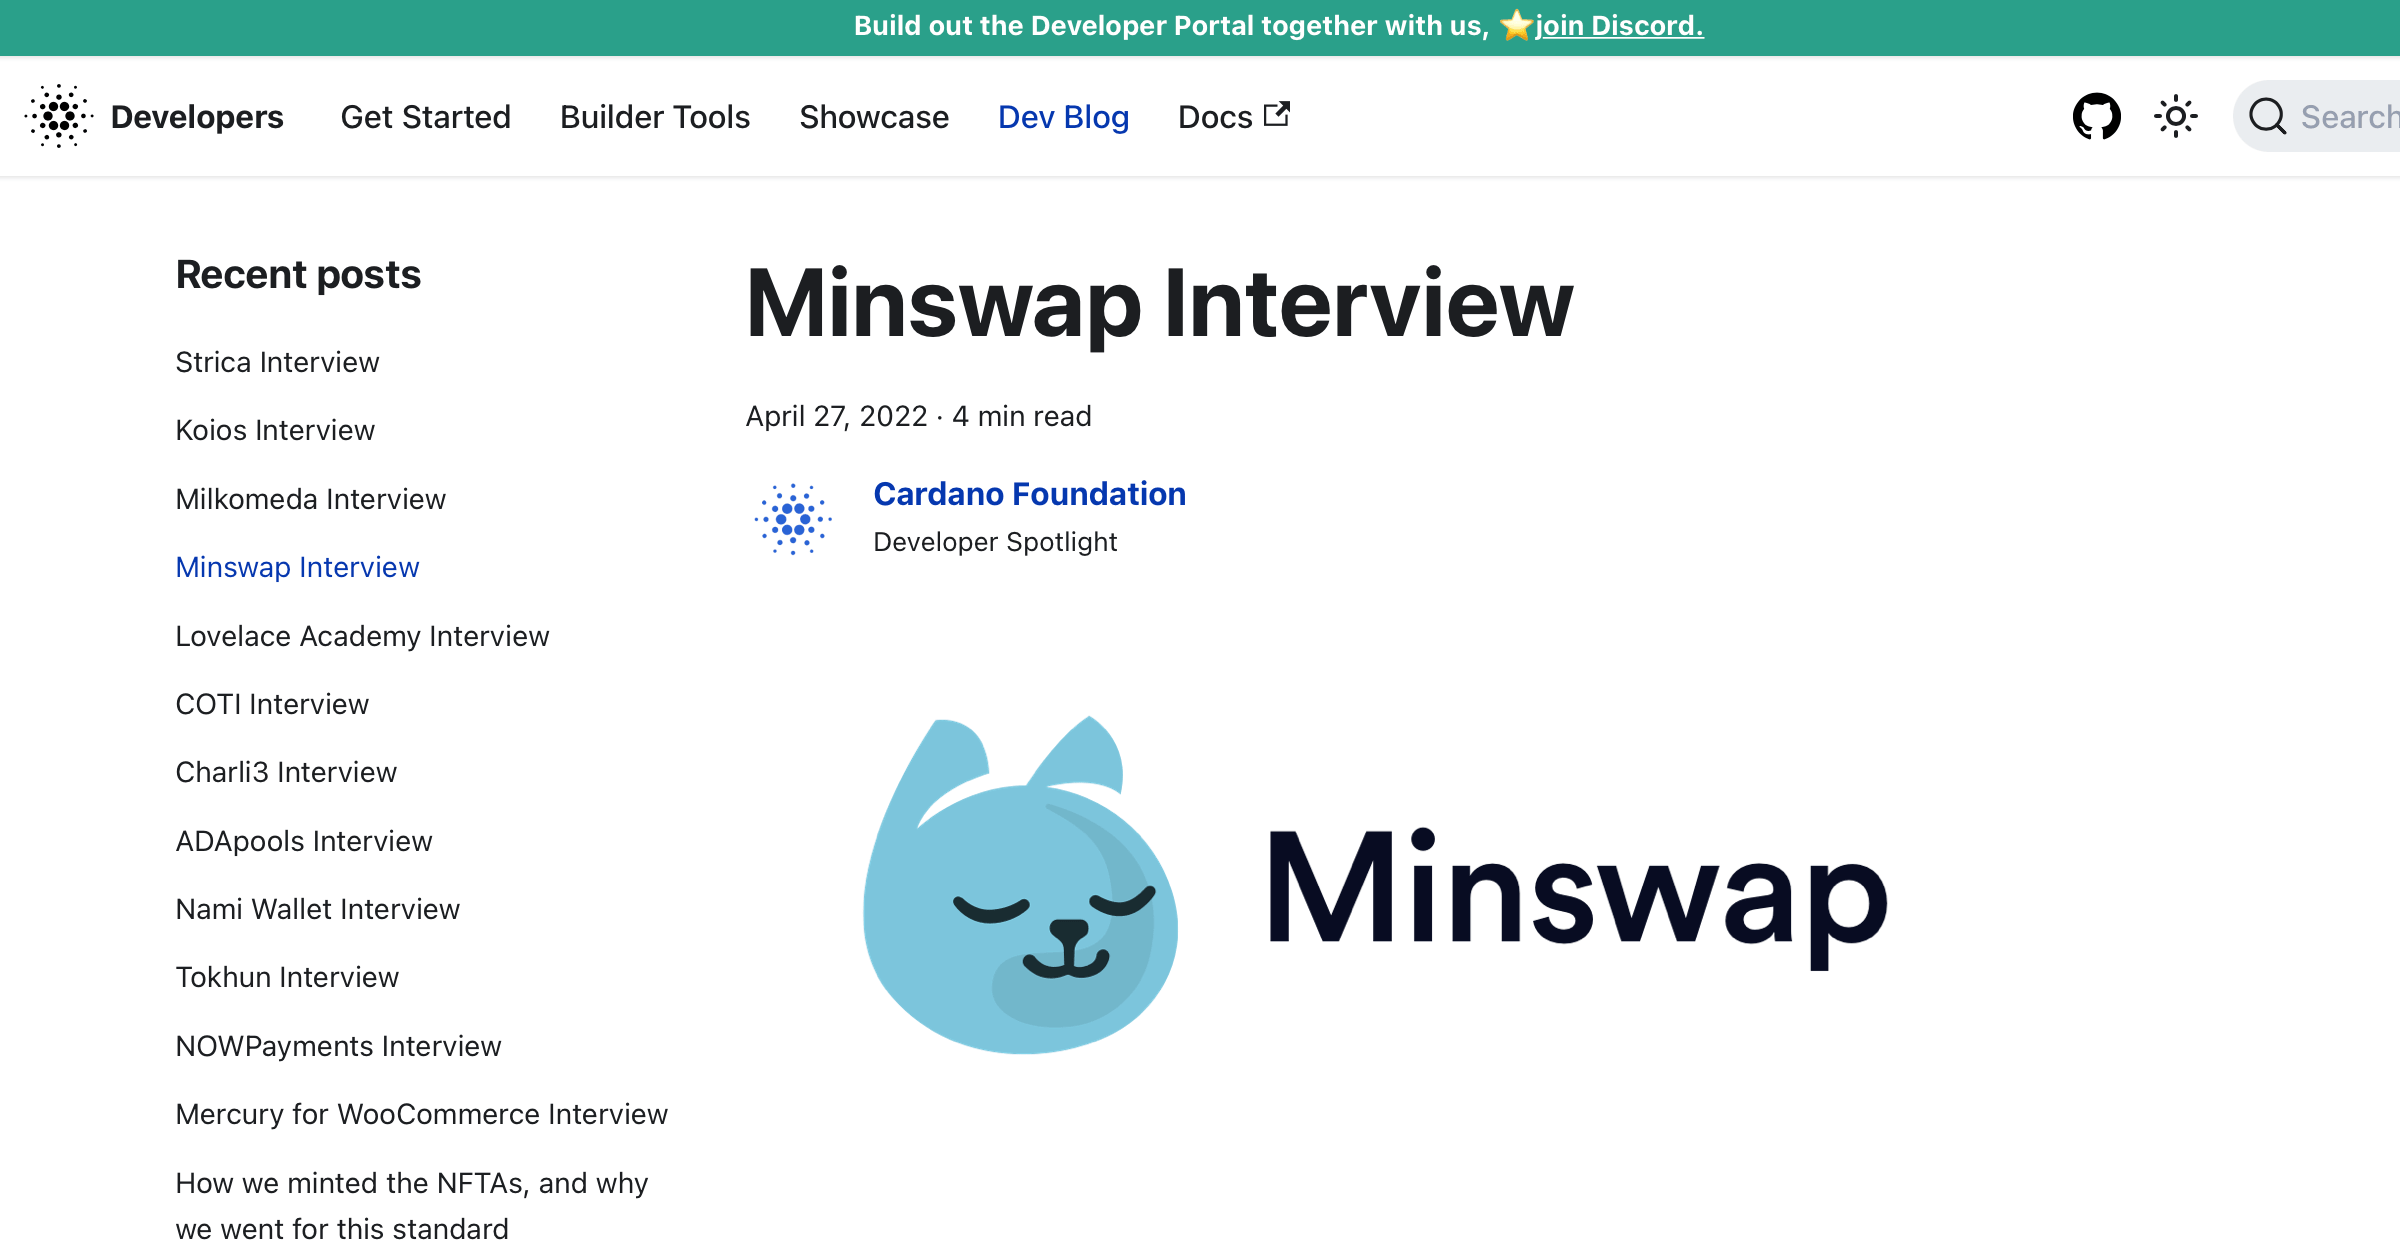 Build out the Developer Portal together with us, ⭐join Discord.
Developers Get Started Builder Tools Showcase Dev Blog Docs Search
Recent posts
Strica Interview
Koios Interview
Milkomeda Interview
Minswap Interview
Lovelace Academy Interview
COTI Interview
Charli3 Interview
ADApools Interview
Nami Wallet Interview
Tokhun Interview
NOWPayments Interview
Mercury for WooCommerce Interview
How we minted the NFTAs, and why
we went for this standard
Minswap Interview
April 27, 2022 · 4 min read
Cardano Foundation
Developer Spotlight
Minswap